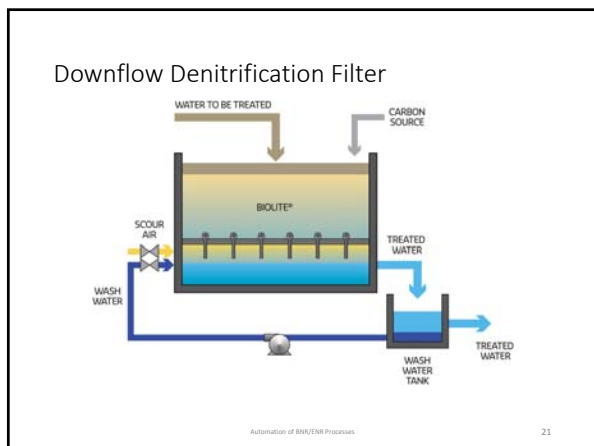 Downflow Denitrification Filter
WATER TO BE TREATED
CARBON
SOURCE
BIOLITE®
SCOUR
AIR
TREATED
WATER
WASH
WATER
TREATED
WATER
WASH
WATER
TANK
Automation of BNR/ENR Processes
21